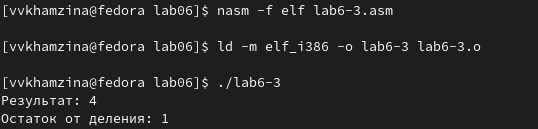 [vvkhamzina@fedora lab06]$ nasm -f elf lab6-3.asm
[vvkhamzina@fedora lab06]$ ld -m elf_i386 -o lab6-3 lab6-3.o
[vvkhamzina@fedora lab06]$ ./lab6-3
Результат: 4
Остаток от деления: 1